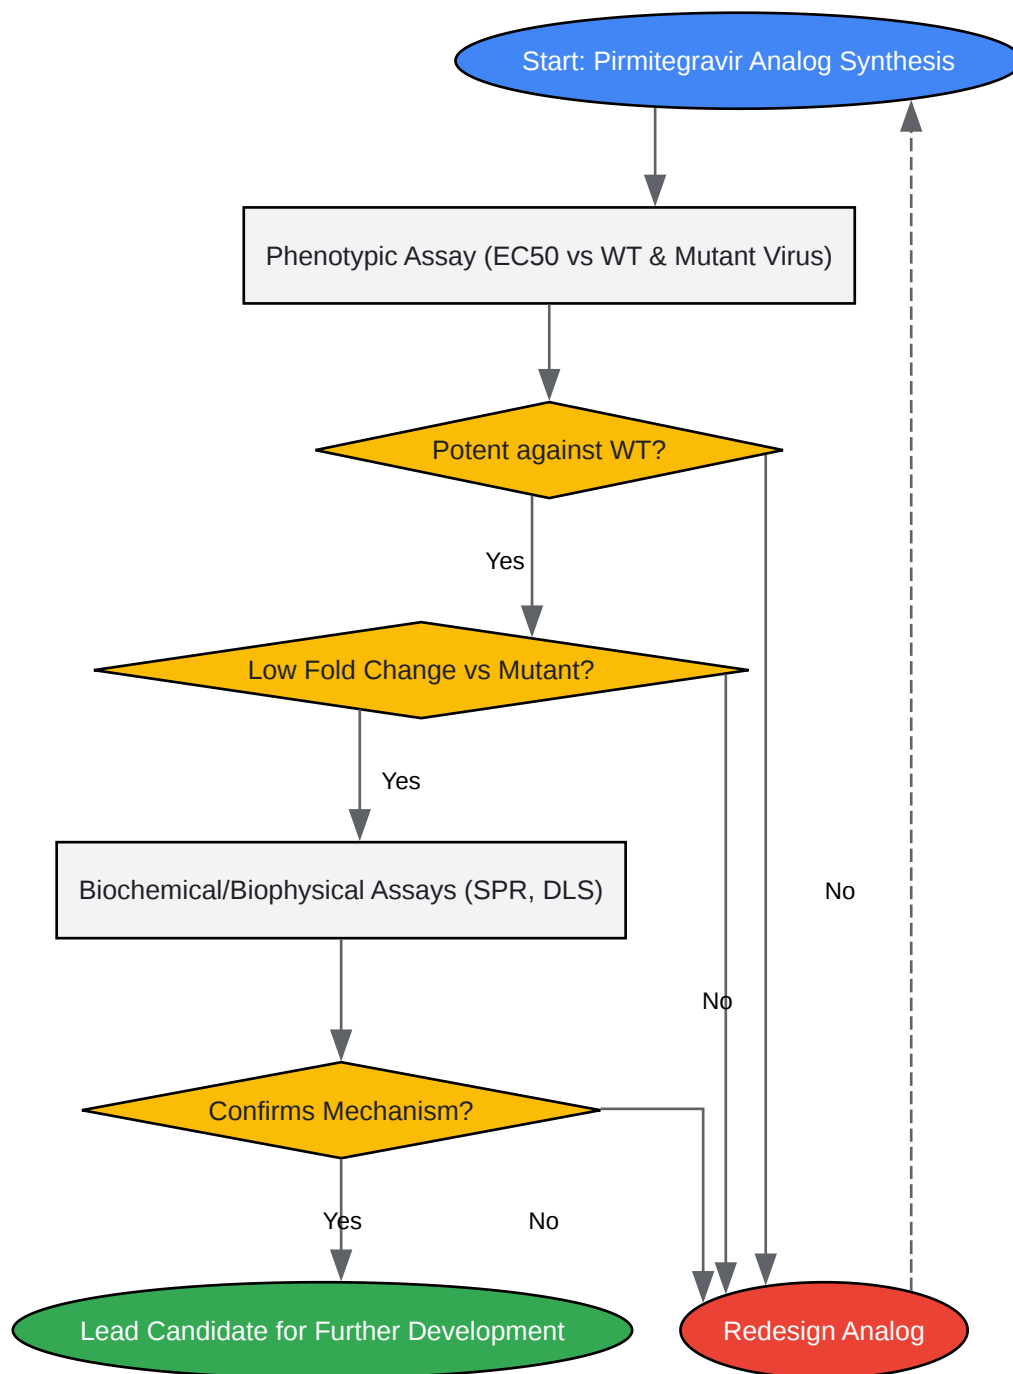 Start: Pirmitegravir Analog Synthesis
Phenotypic Assay (EC50 vs WT & Mutant Virus)
Potent against WT?
Yes
Low Fold Change vs Mutant?
Yes
Biochemical/Biophysical Assays (SPR, DLS)
No
No
Confirms Mechanism?
Yes
No
Lead Candidate for Further Development
Redesign Analog